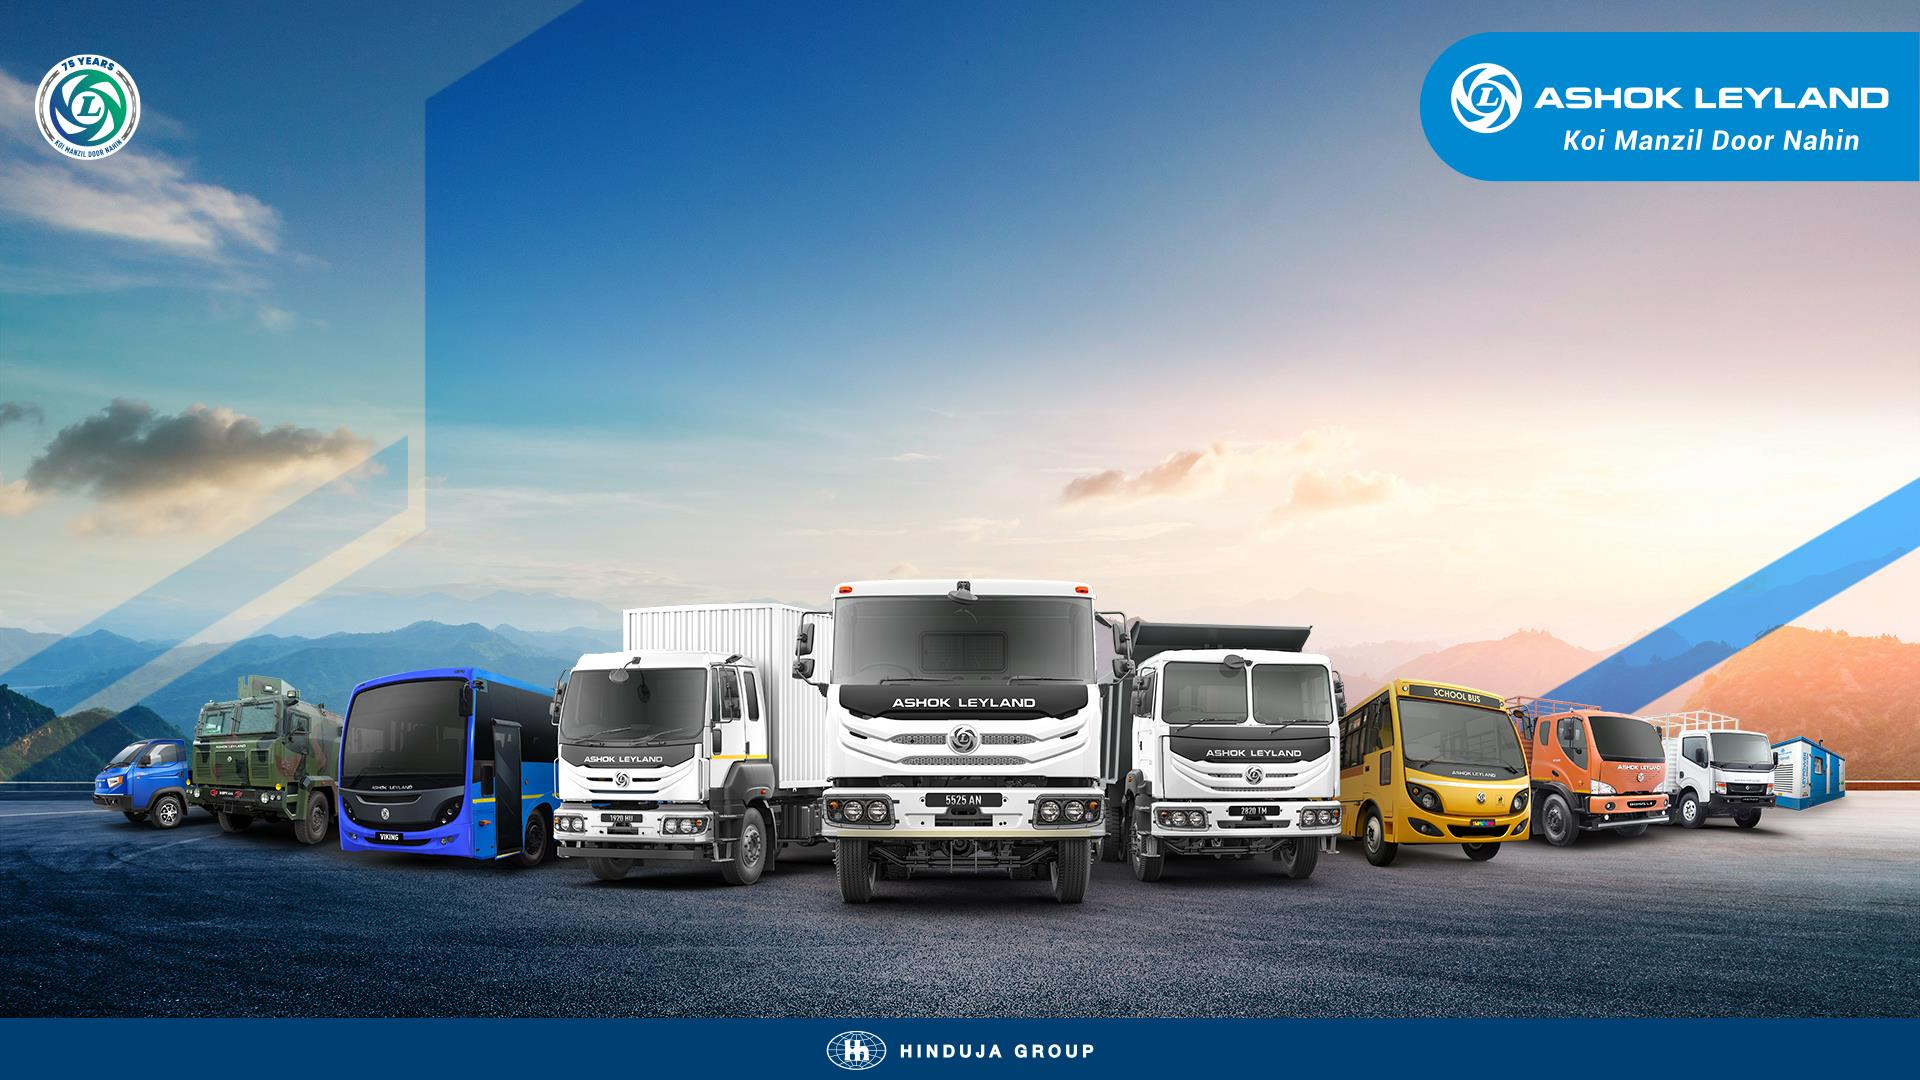 75 YEARS
L
KOI MANZIL DOOR NAHIN
L ASHOK LEYLAND
Koi Manzil Door Nahin
ASHOK LEYLAND
ASHOK LEYLAND
VIKING
ASHOK LEYLAND
1920 HH
ASHOK LEYLAND
L
5525 AN
ASHOK LEYLAND
2820 TM
SCHOOL BUS
ASHOK LEYLAND
ASHOK LEYLAND
HINDUJA GROUP